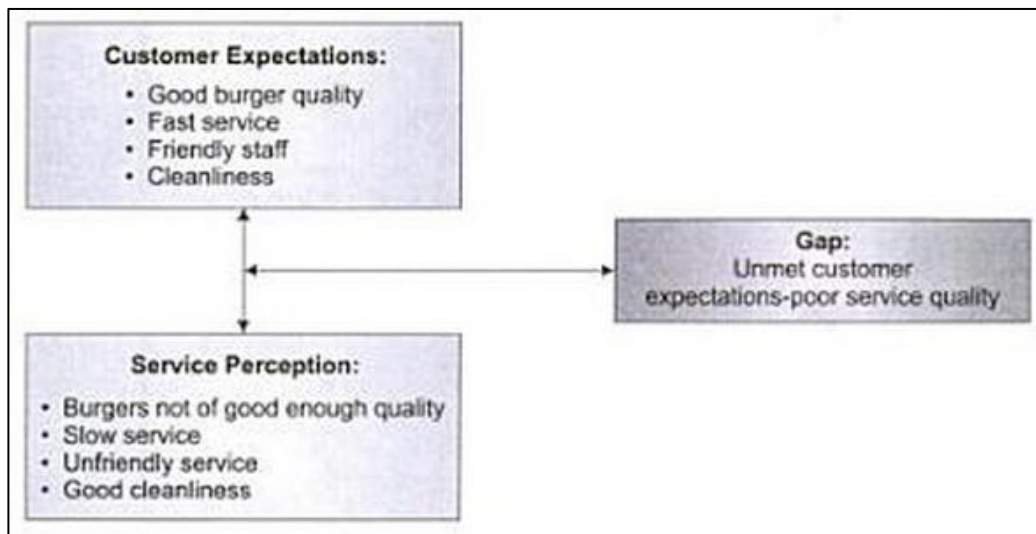 Customer Expectations:
• Good burger quality
• Fast service
• Friendly staff
• Cleanliness
Gap:
Unmet customer
expectations-poor service quality
Service Perception:
• Burgers not of good enough quality
• Slow service
• Unfriendly service
• Good cleanliness